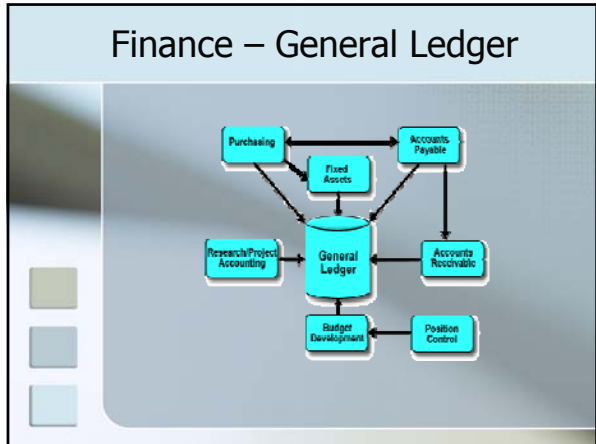 Finance – General Ledger
Purchasing
Accounts
Payable
Fixed
Assets
Research/Project
Accounting
General
Ledger
Accounts
Receivable
Budget
Development
Position
Control